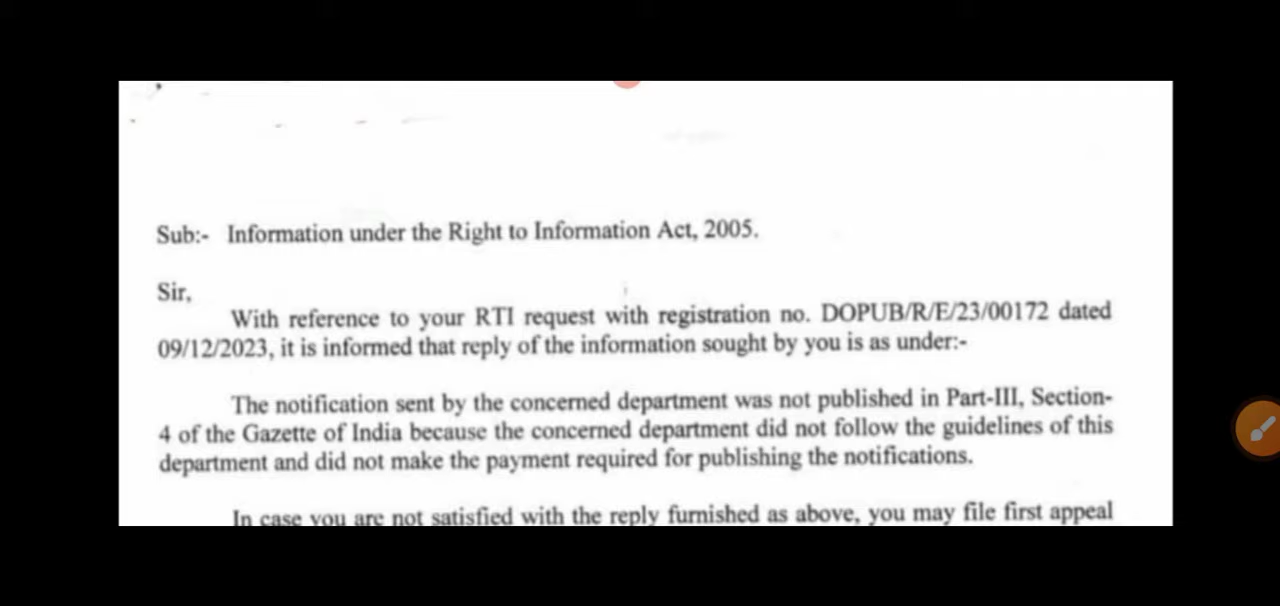 Sub:- Information under the Right to Information Act, 2005.
Sir,
With reference to your RTI request with registration no. DOPUB/R/E/23/00172 dated
09/12/2023, it is informed that reply of the information sought by you is as under:-
The notification sent by the concerned department was not published in Part-III, Section-
4 of the Gazette of India because the concerned department did not follow the guidelines of this
department and did not make the payment required for publishing the notifications.
In case you are not satisfied with the reply furnished as above, you may file first appeal